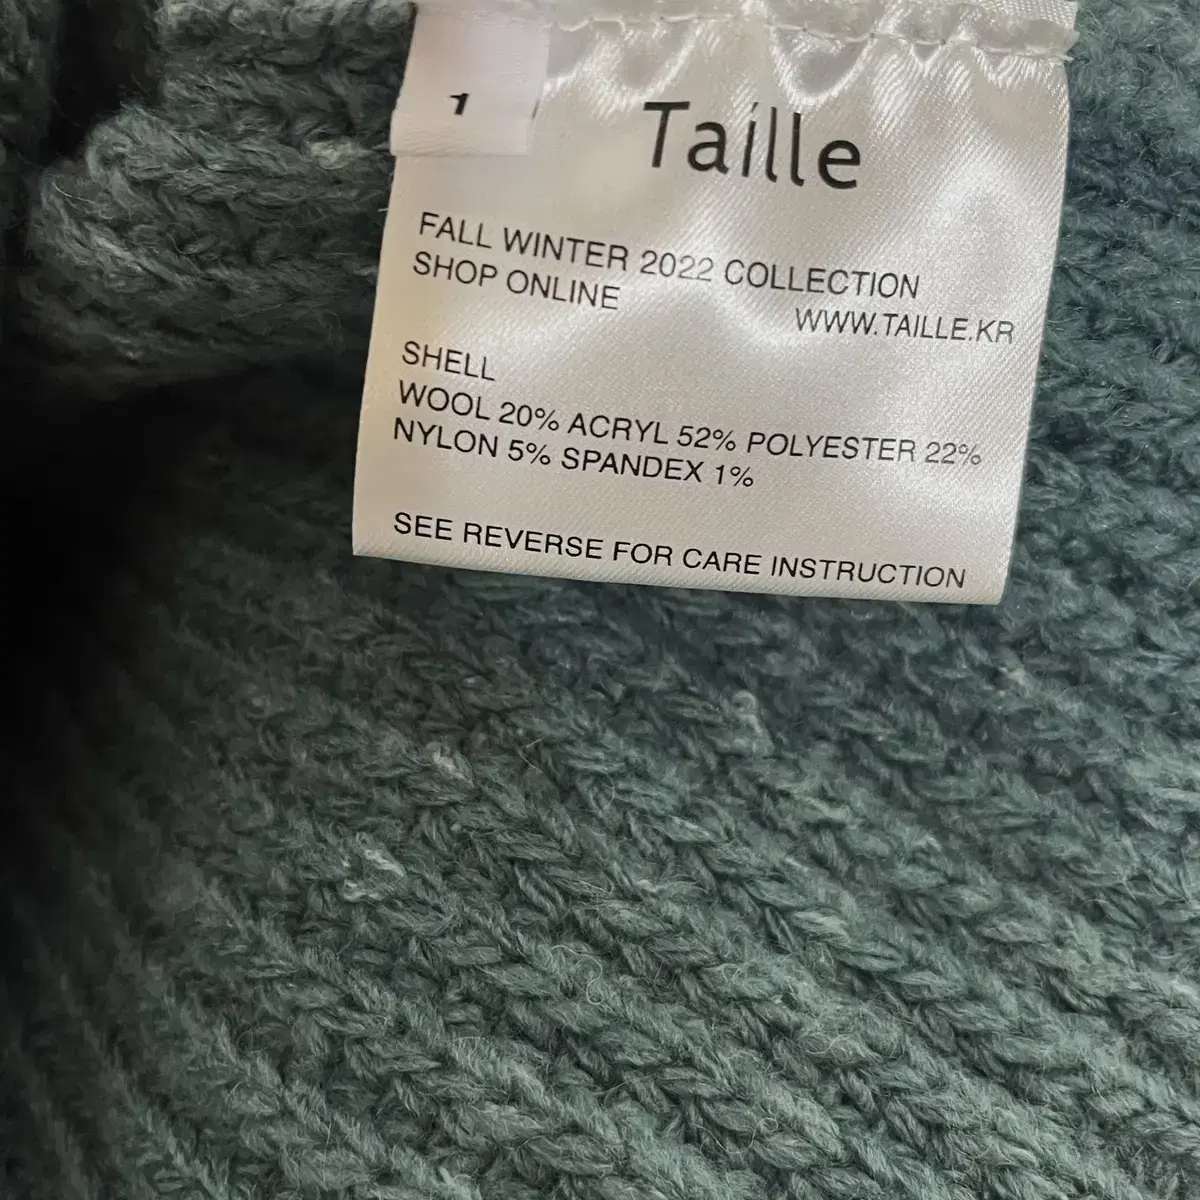 1
Taille
FALL WINTER 2022 COLLECTION
SHOP ONLINE
WWW.TAILLE.KR
SHELL
WOOL 20% ACRYL 52% POLYESTER 22%
NYLON 5% SPANDEX 1%
SEE REVERSE FOR CARE INSTRUCTION